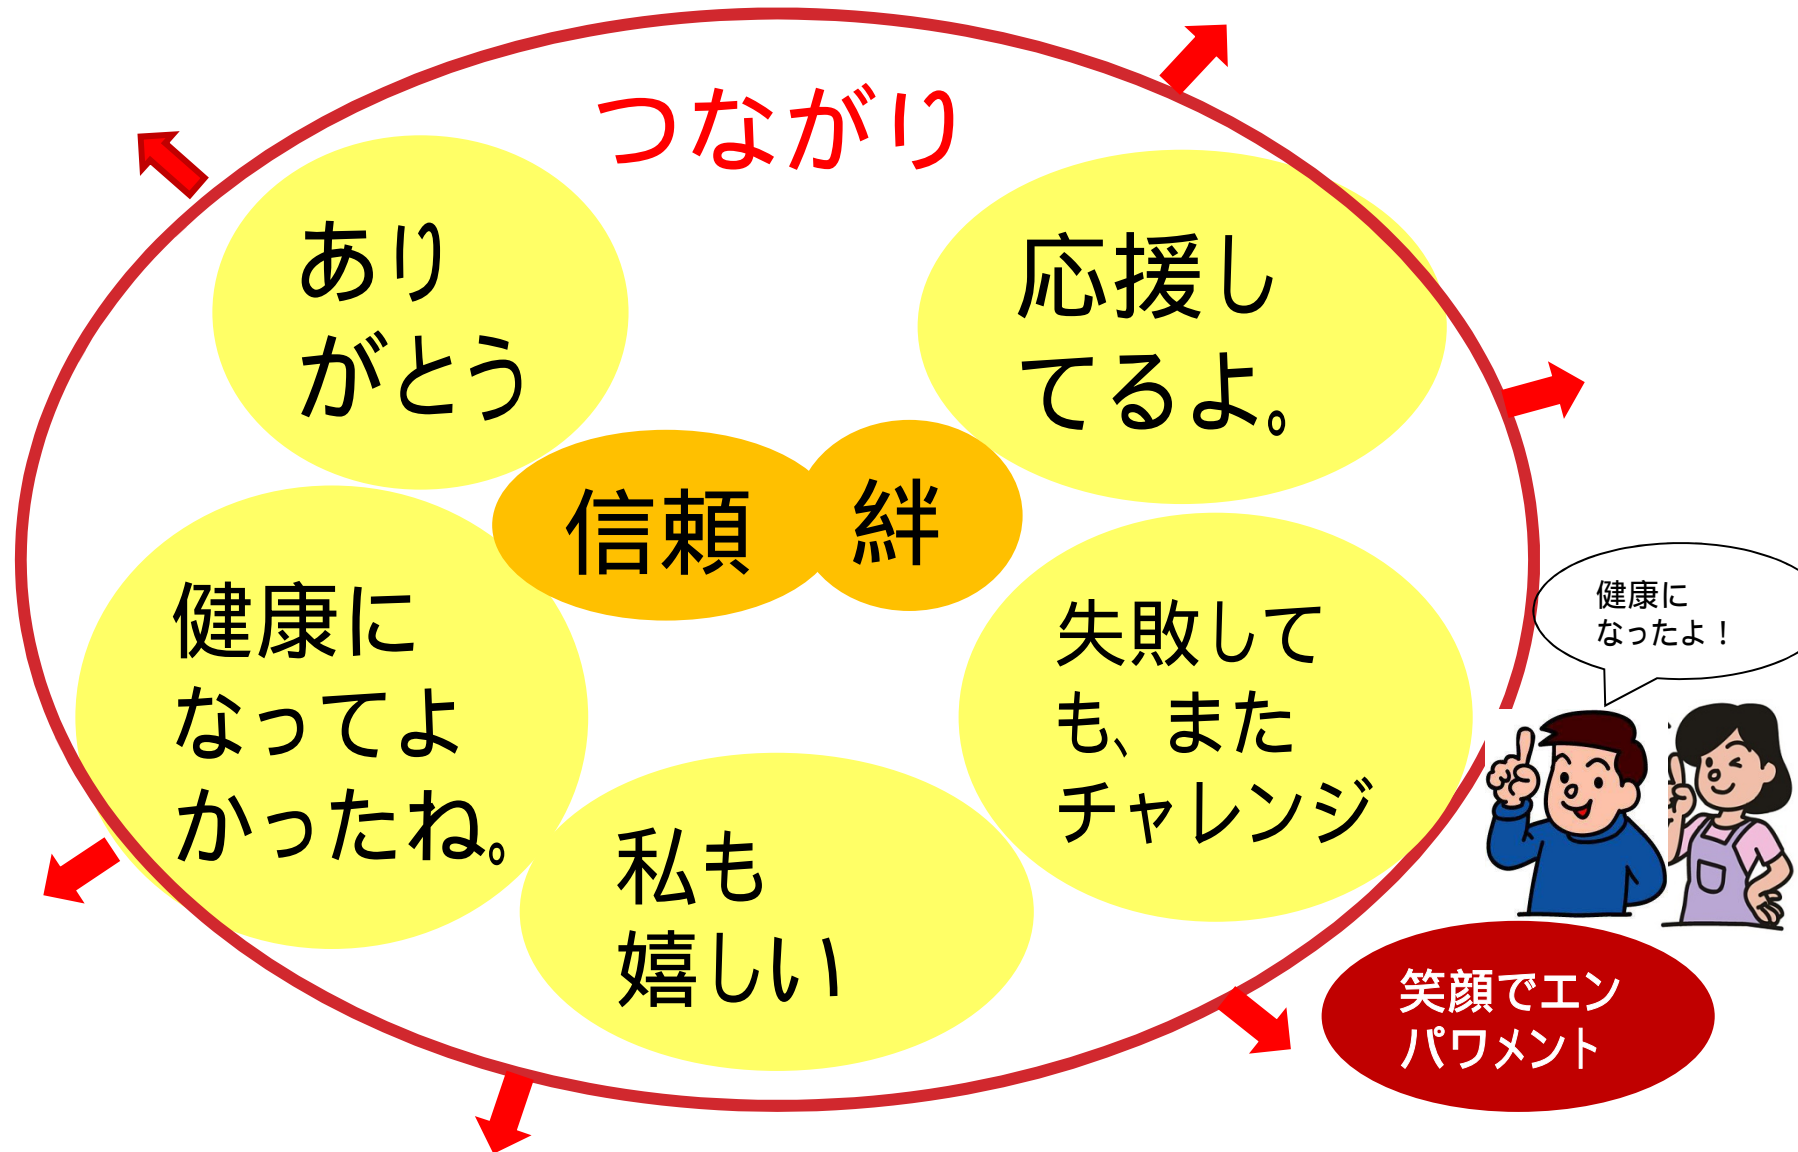 つながり
あり
がとう
応援し
てるよ。
信頼
絆
健康に
なってよ
かったね。
失敗して
も、また
チャレンジ
私も
嬉しい
健康に
なったよ！
笑顔でエン
パワメント